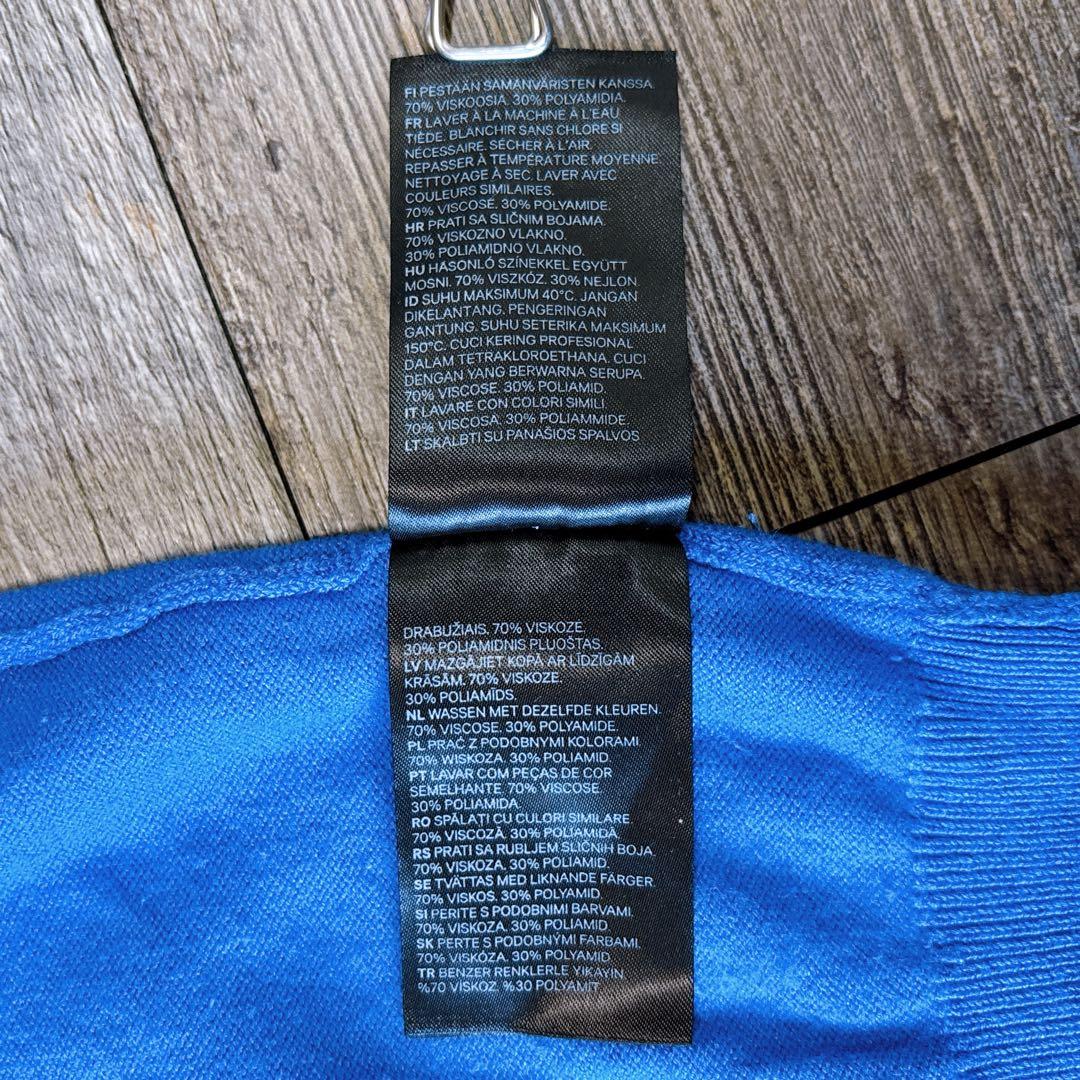 FI PESTÄÄN SAMANVÄRISTEN KANSSA.
70% VISKOOSIA. 30% POLYAMIDIA.
FR LAVER À LA MACHINE À L'EAU
TIÈDE. BLANCHIR SANS CHLORE SI
NÉCESSAIRE. SÉCHER À L'AIR.
REPASSER À TEMPÉRATURE MOYENNE.
NETTOYAGE À SEC. LAVER AVEC
COULEURS SIMILAIRES.
70% VISCOSE. 30% POLYAMIDE.
HR PRATI SA SLIČNIM BOJAMA.
70% VISKOZNO VLAKNO.
30% POLIAMIDNO VLAKNO.
HU HASONLÓ SZÍNEKKEL EGYÜTT
MOSNI. 70% VISZKÓZ. 30% NEJLON.
ID SUHU MAKSIMUM 40°C. JANGAN
DIKELANTANG. PENGERINGAN
GANTUNG. SUHU SETERIKA MAKSIMUM
150°C. CUCI KERING PROFESIONAL
DALAM TETRAKLOROETHANA. CUCI
DENGAN YANG BERWARNA SERUPA.
70% VISCOSE. 30% POLIAMID.
IT LAVARE CON COLORI SIMILI.
70% VISCOSA. 30% POLIAMMIDE.
LT SKALBTI SU PANAŠIOS SPALVOS
DRABUŽIAIS. 70% VISKOZE.
30% POLIAMIDNIS PLUOŠTAS.
LV MAZGĀJIET KOPĀ AR LĪDZĪGĀM
KRĀSĀM. 70% VISKOZE.
30% POLIAMĪDS.
NL WASSEN MET DEZELFDE KLEUREN.
70% VISCOSE. 30% POLYAMIDE.
PL PRAĆ Z PODOBNYMI KOLORAMI.
70% WISKOZA. 30% POLIAMID.
PT LAVAR COM PEÇAS DE COR
SEMELHANTE. 70% VISCOSE.
30% POLIAMIDA.
RO SPĂLAȚI CU CULORI SIMILARE.
70% VISCOZĂ. 30% POLIAMIDĂ.
RS PRATI SA RUBLJEM SLIČNIH BOJA.
70% VISKOZA. 30% POLIAMID.
SE TVÄTTAS MED LIKNANDE FÄRGER.
70% VISKOS. 30% POLYAMID.
SI PERITE S PODOBNIMI BARVAMI.
70% VISKOZA. 30% POLIAMID.
SK PERTE S PODOBNÝMI FARBAMI.
70% VISKÓZA. 30% POLYAMID.
TR BENZER RENKLERLE YIKAYIN.
%70 VISKOZ. %30 POLYAMIT.